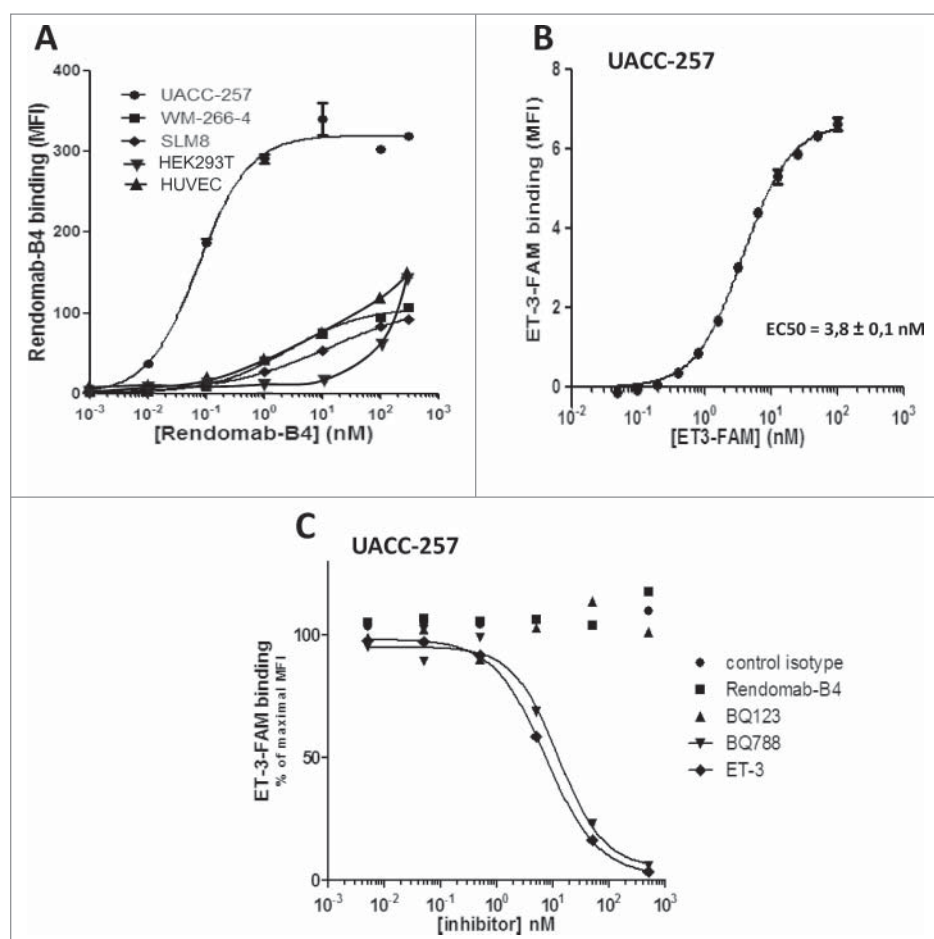 A
400
300
200
100
0
Rendomab-B4 binding (MFI)
UACC-257
WM-266-4
SLM8
HEK293T
HUVEC
10⁻³ 10⁻² 10⁻¹ 10⁰ 10¹ 10² 10³
[Rendomab-B4] (nM)
B
UACC-257
8
6
4
2
0
ET-3-FAM binding (MFI)
EC50 = 3,8 ± 0,1 nM
10⁻² 10⁻¹ 10⁰ 10¹ 10² 10³
[ET3-FAM] (nM)
C
UACC-257
100
50
0
ET-3-FAM binding
% of maximal MFI
control isotype
Rendomab-B4
BQ123
BQ788
ET-3
10⁻³ 10⁻² 10⁻¹ 10⁰ 10¹ 10² 10³
[inhibitor] nM